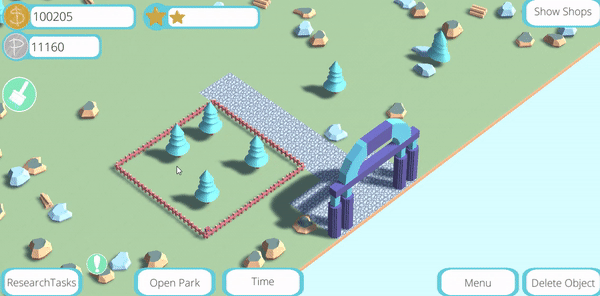 100205
Show Shops
11160
ResearchTasks
Open Park
Time
Menu
Delete Object